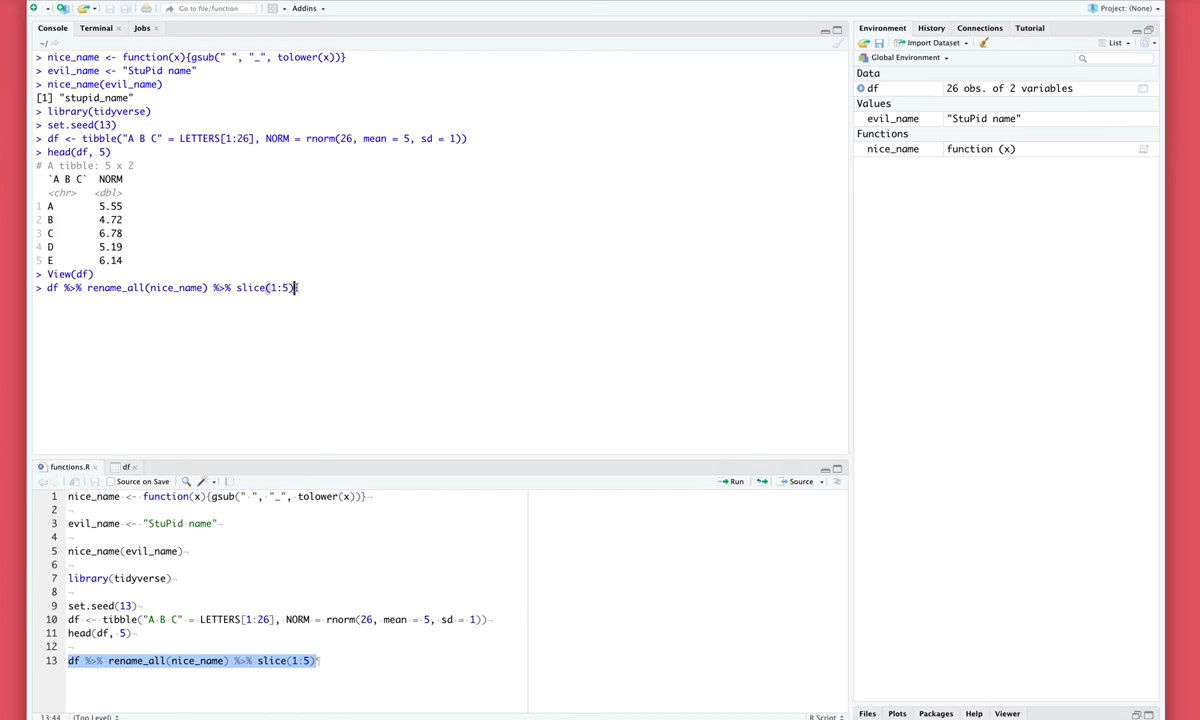 Go to file/function Addins Project: (None)
Console Terminal Jobs
~/
> nice_name <- function(x){gsub(" ", "_", tolower(x))}
> evil_name <- "StuPid name"
> nice_name(evil_name)
[1] "stupid_name"
> library(tidyverse)
> set.seed(13)
> df <- tibble("A B C" = LETTERS[1:26], NORM = rnorm(26, mean = 5, sd = 1))
> head(df, 5)
# A tibble: 5 x 2
`A B C` NORM
<chr> <dbl>
1 A 5.55
2 B 4.72
3 C 6.78
4 D 5.19
5 E 6.14
> View(df)
> df %>% rename_all(nice_name) %>% slice(1:5)
Environment History Connections Tutorial
Import Dataset List
Global Environment
Data
df 26 obs. of 2 variables
Values
evil_name "StuPid name"
Functions
nice_name function (x)
functions.R df
Source on Save Run Source
1 nice_name <- function(x){gsub(" ", "_", tolower(x))}
2
3 evil_name <- "StuPid name"
4
5 nice_name(evil_name)
6
7 library(tidyverse)
8
9 set.seed(13)
10 df <- tibble("A B C" = LETTERS[1:26], NORM = rnorm(26, mean = 5, sd = 1))
11 head(df, 5)
12
13 df %>% rename_all(nice_name) %>% slice(1:5)
13:44 (Top Level) R Script
Files Plots Packages Help Viewer